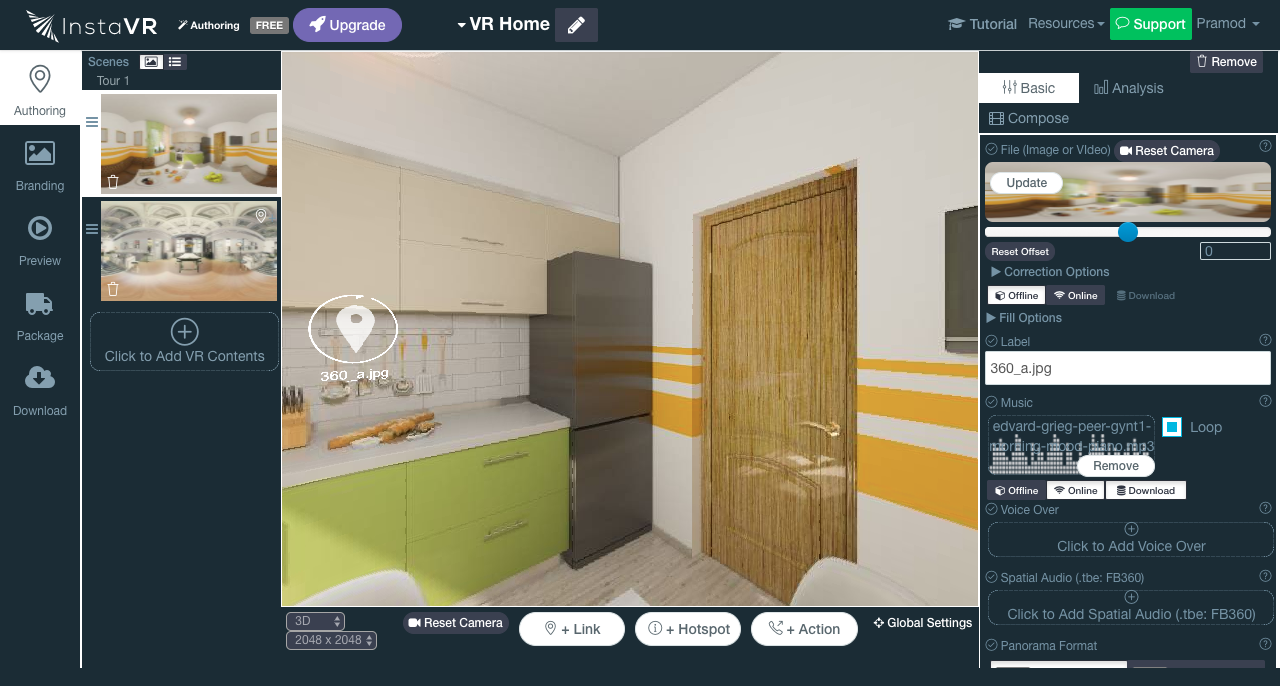 InstaVR
Authoring
FREE
Upgrade
VR Home
Tutorial
Resources
Support
Pramod
Authoring
Branding
Preview
Package
Download
Scenes
Tour 1
Click to Add VR Contents
360_a.jpg
3D
2048 x 2048
Reset Camera
+ Link
+ Hotspot
+ Action
Global Settings
Remove
Basic
Analysis
Compose
File (Image or VIdeo)
Reset Camera
Update
Reset Offset
0
Correction Options
Offline
Online
Download
Fill Options
Label
360_a.jpg
Music
edvard-grieg-peer-gynt1-
morning-mood-piano.mp3
Loop
Remove
Offline
Online
Download
Voice Over
Click to Add Voice Over
Spatial Audio (.tbe: FB360)
Click to Add Spatial Audio (.tbe: FB360)
Panorama Format